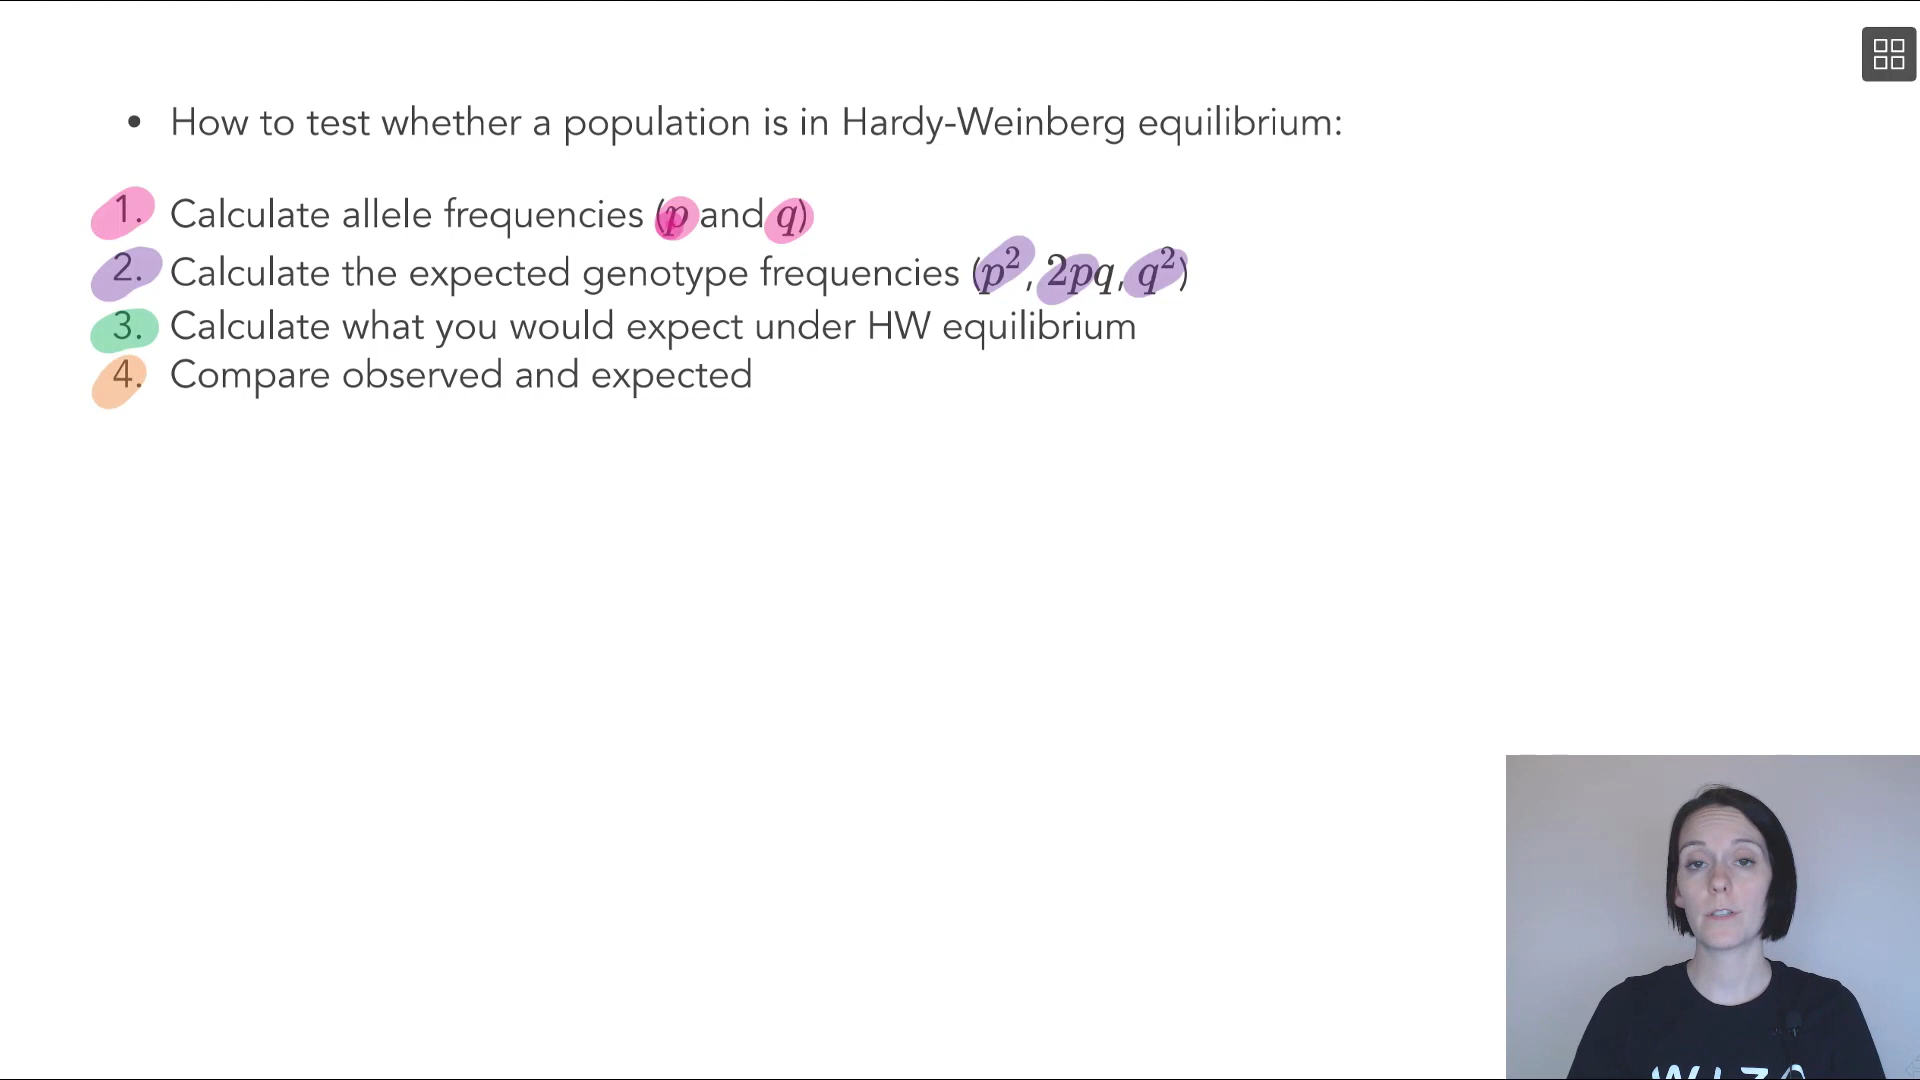 • How to test whether a population is in Hardy-Weinberg equilibrium:
1. Calculate allele frequencies (p and q)
2. Calculate the expected genotype frequencies (p², 2pq, q²)
3. Calculate what you would expect under HW equilibrium
4. Compare observed and expected